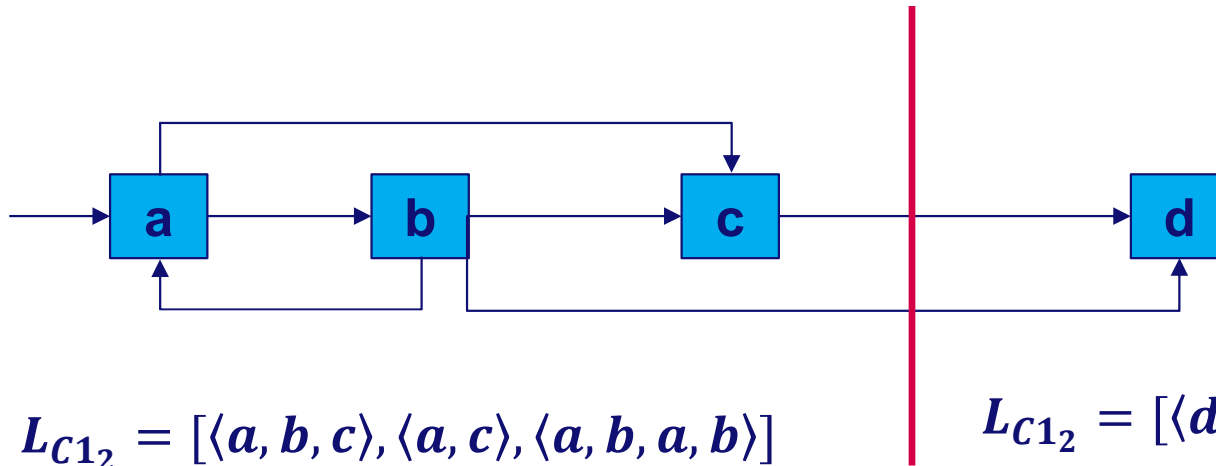 a b c d
L_{C1_2} = [⟨a, b, c⟩, ⟨a, c⟩, ⟨a, b, a, b⟩]
L_{C1_2} = [⟨d